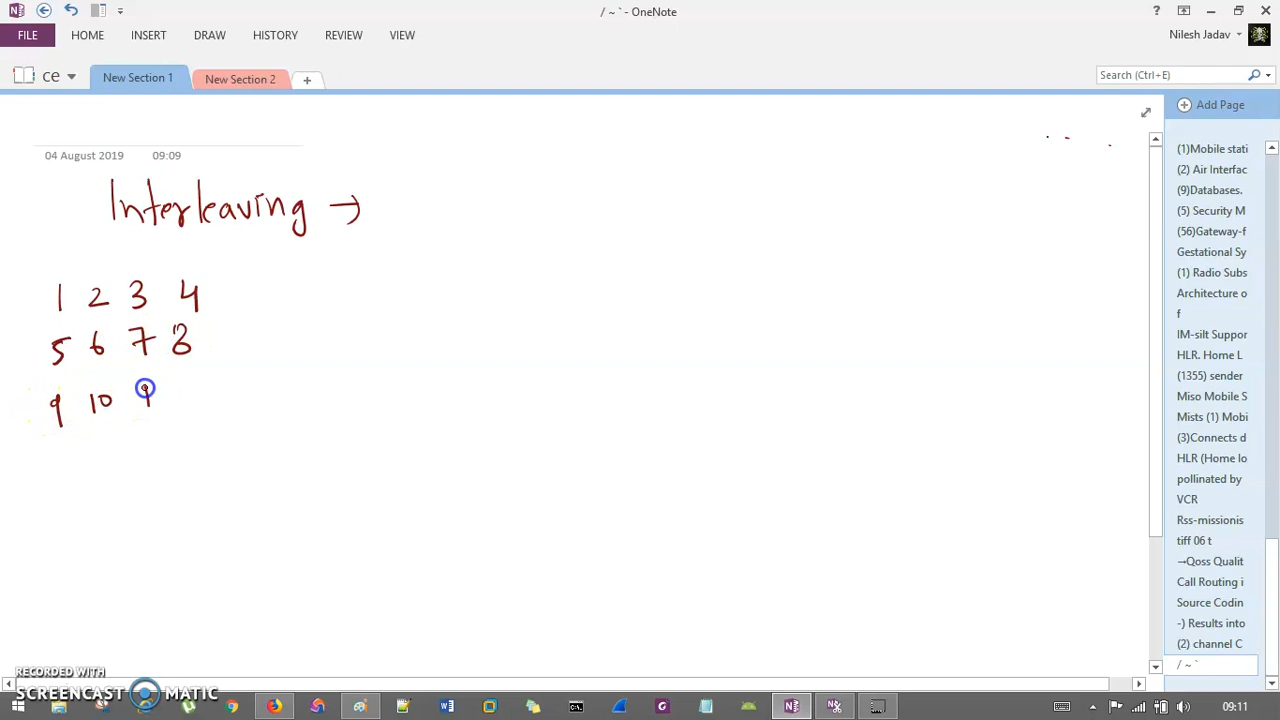 / ~ ` - OneNote
FILE HOME INSERT DRAW HISTORY REVIEW VIEW
Nilesh Jadav
ce New Section 1 New Section 2 +
Search (Ctrl+E)
Add Page
04 August 2019 09:09
Interleaving →
1 2 3 4
5 6 7 8
9 10 1
(1)Mobile stati
(2) Air Interfac
(9)Databases.
(5) Security M
(56)Gateway-f
Gestational Sy
(1) Radio Subs
Architecture o
f
IM-silt Suppor
HLR. Home L
(1355) sender
Miso Mobile S
Mists (1) Mobi
(3)Connects d
HLR (Home lo
pollinated by
VCR
Rss-missionis
tiff 06 t
→Qoss Qualit
Call Routing i
Source Codin
-) Results into
(2) channel C
/ ~ `
RECORDED WITH
SCREENCAST MATIC
09:11